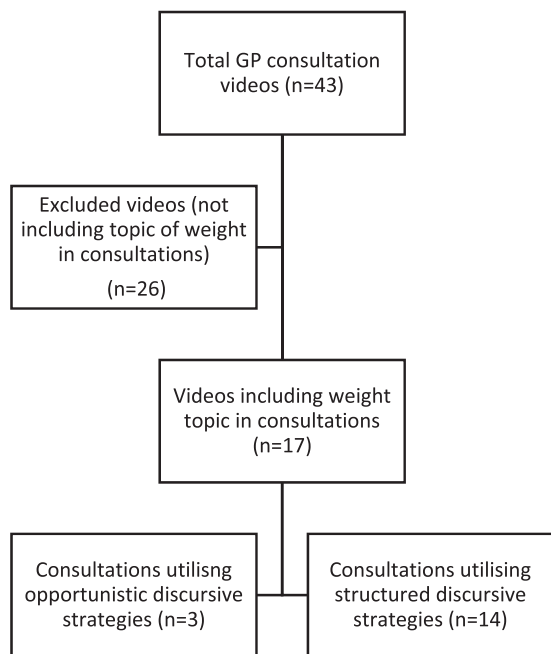 Total GP consultation
videos (n=43)
Excluded videos (not
including topic of weight
in consultations)
(n=26)
Videos including weight
topic in consultations
(n=17)
Consultations utilisng
opportunistic discursive
strategies (n=3)
Consultations utilising
structured discursive
strategies (n=14)